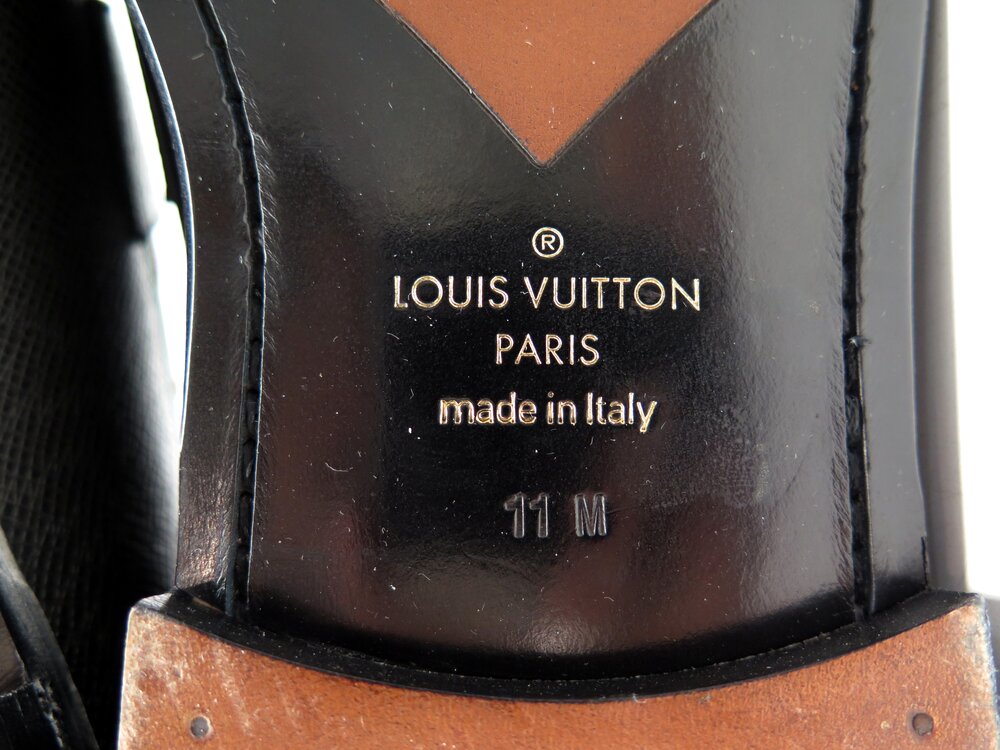 ®
LOUIS VUITTON
PARIS
made in Italy
11 M